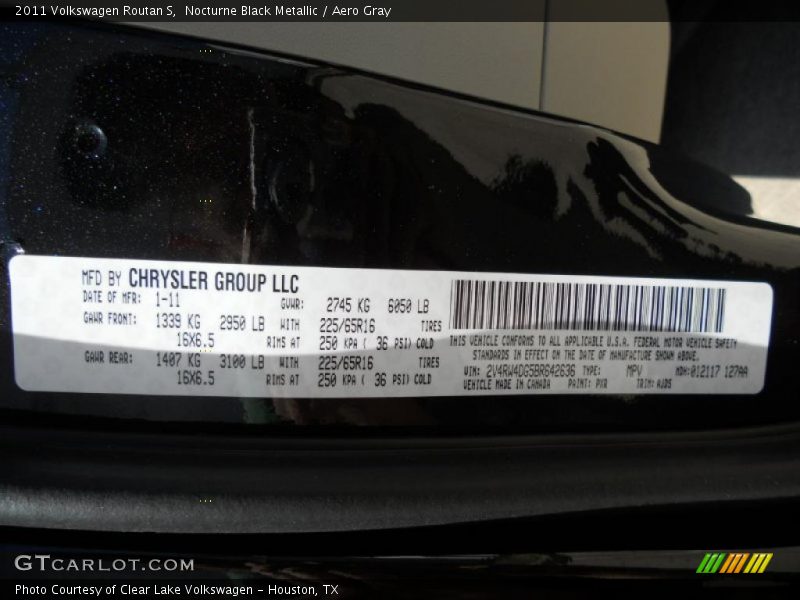 2011 Volkswagen Routan S,  Nocturne Black Metallic / Aero Gray
MFD BY CHRYSLER GROUP LLC
DATE OF MFR: 1-11 GVWR: 2745 KG 6050 LB
GAWR FRONT: 1339 KG 2950 LB WITH 225/65R16 TIRES
16X6.5 RIMS AT 250 KPA ( 36 PSI) COLD
GAWR REAR: 1407 KG 3100 LB WITH 225/65R16 TIRES
16X6.5 RIMS AT 250 KPA ( 36 PSI) COLD
THIS VEHICLE CONFORMS TO ALL APPLICABLE U.S.A. FEDERAL MOTOR VEHICLE SAFETY
STANDARDS IN EFFECT ON THE DATE OF MANUFACTURE SHOWN ABOVE.
VIN: 2V4RW4DG5BR642636 TYPE: MPV MDH:012117 127AA
VEHICLE MADE IN CANADA PAINT: PXR TRIM: AJDS
GTCARLOT.COM
Photo Courtesy of Clear Lake Volkswagen - Houston, TX